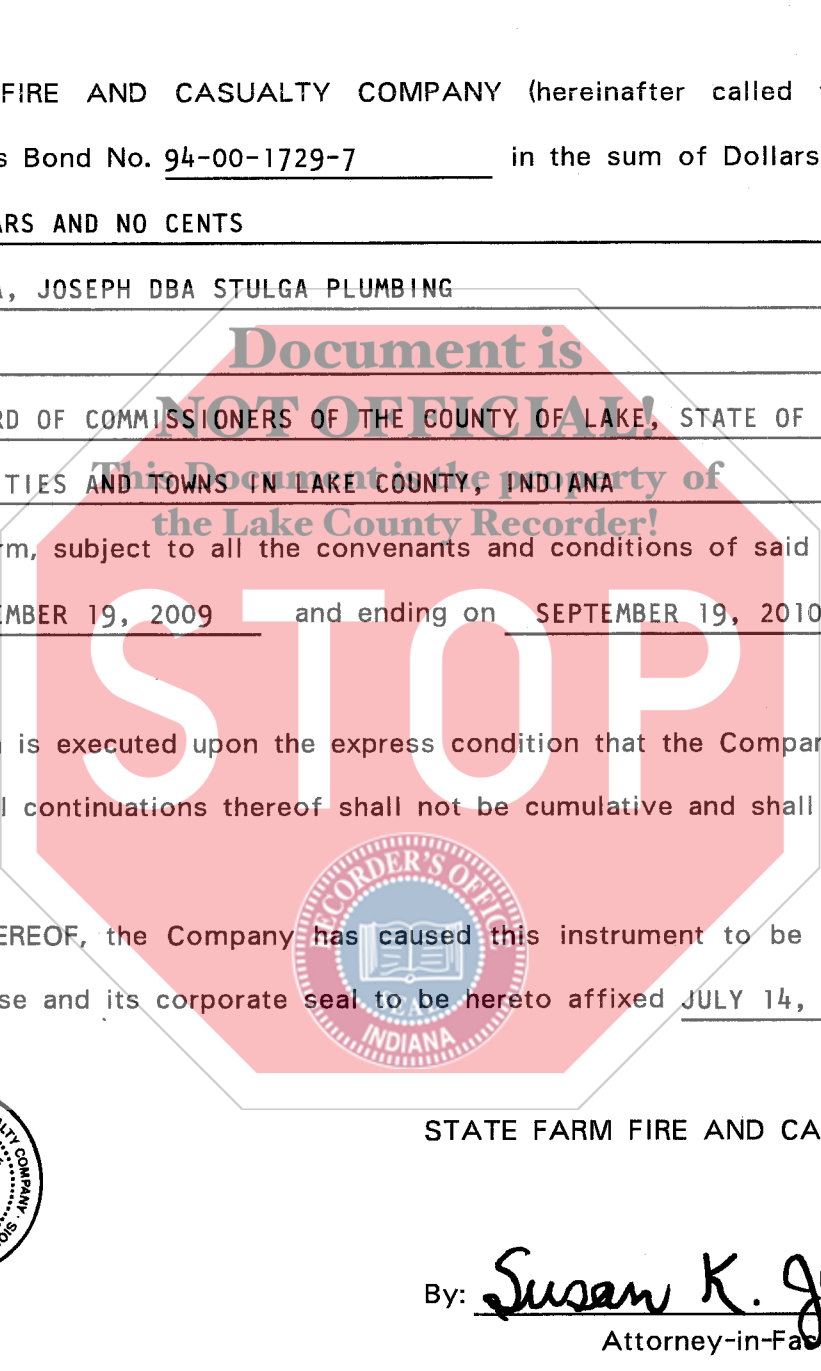 FIRE AND CASUALTY COMPANY (hereinafter called
Bond No. 94-00-1729-7 in the sum of Dollars
ARS AND NO CENTS
A, JOSEPH DBA STULGA PLUMBING
Document is
NOT OFFICIAL!
RD OF COMMISSIONERS OF THE COUNTY OF LAKE, STATE OF
This Document is the property of
TIES AND TOWNS IN LAKE COUNTY, INDIANA
the Lake County Recorder!
rm, subject to all the convenants and conditions of said
EMBER 19, 2009 and ending on SEPTEMBER 19, 2010
STOP
is executed upon the express condition that the Compan
l continuations thereof shall not be cumulative and shall
RECORDER'S OFFICE
EREOF, the Company has caused this instrument to be
se and its corporate seal to be hereto affixed JULY 14,
SEAL
INDIANA
ALTY COMPANY
STATE FARM FIRE AND CA
By: Susan K. J
Attorney-in-Fac